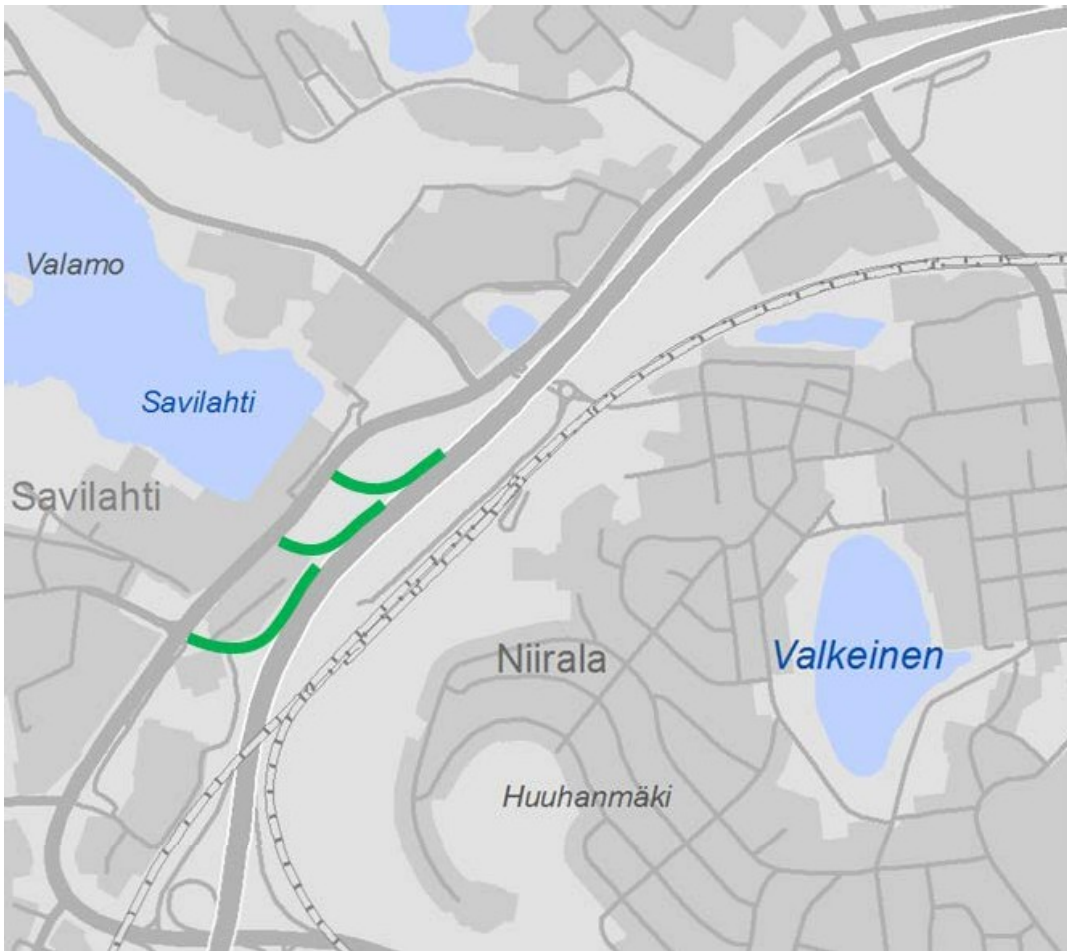 Valamo
Savilahti
Savilahti
Niirala
Valkeinen
Huuhanmäki